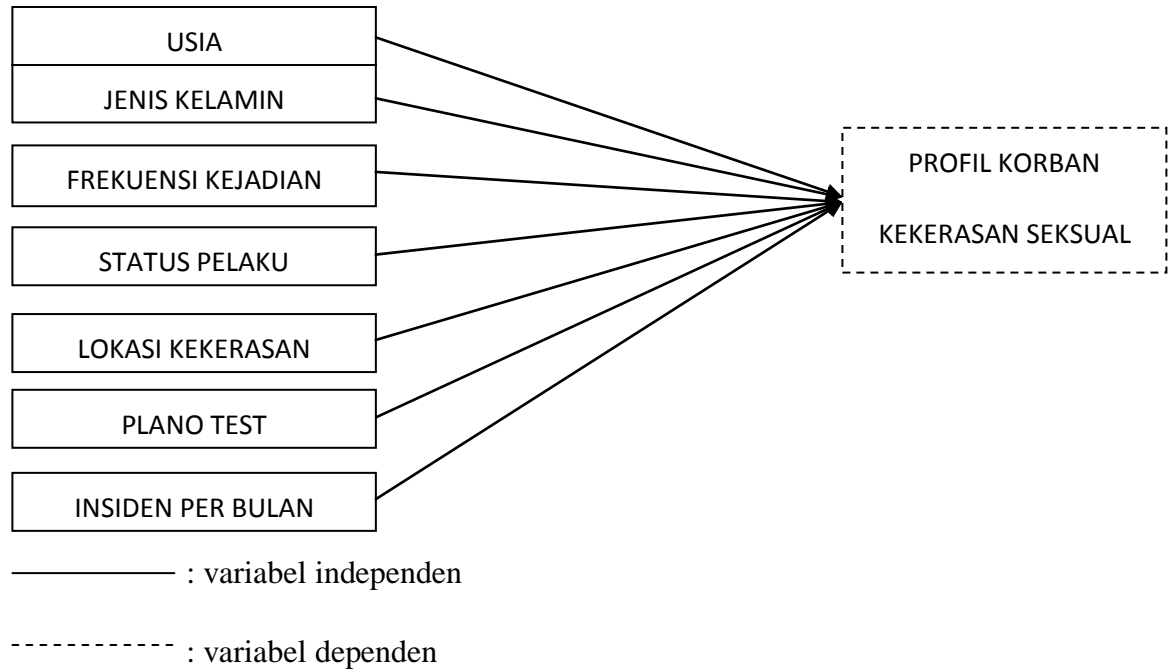 USIA
JENIS KELAMIN
FREKUENSI KEJADIAN
STATUS PELAKU
LOKASI KEKERASAN
PLANO TEST
INSIDEN PER BULAN
PROFIL KORBAN
KEKERASAN SEKSUAL
: variabel independen
: variabel dependen